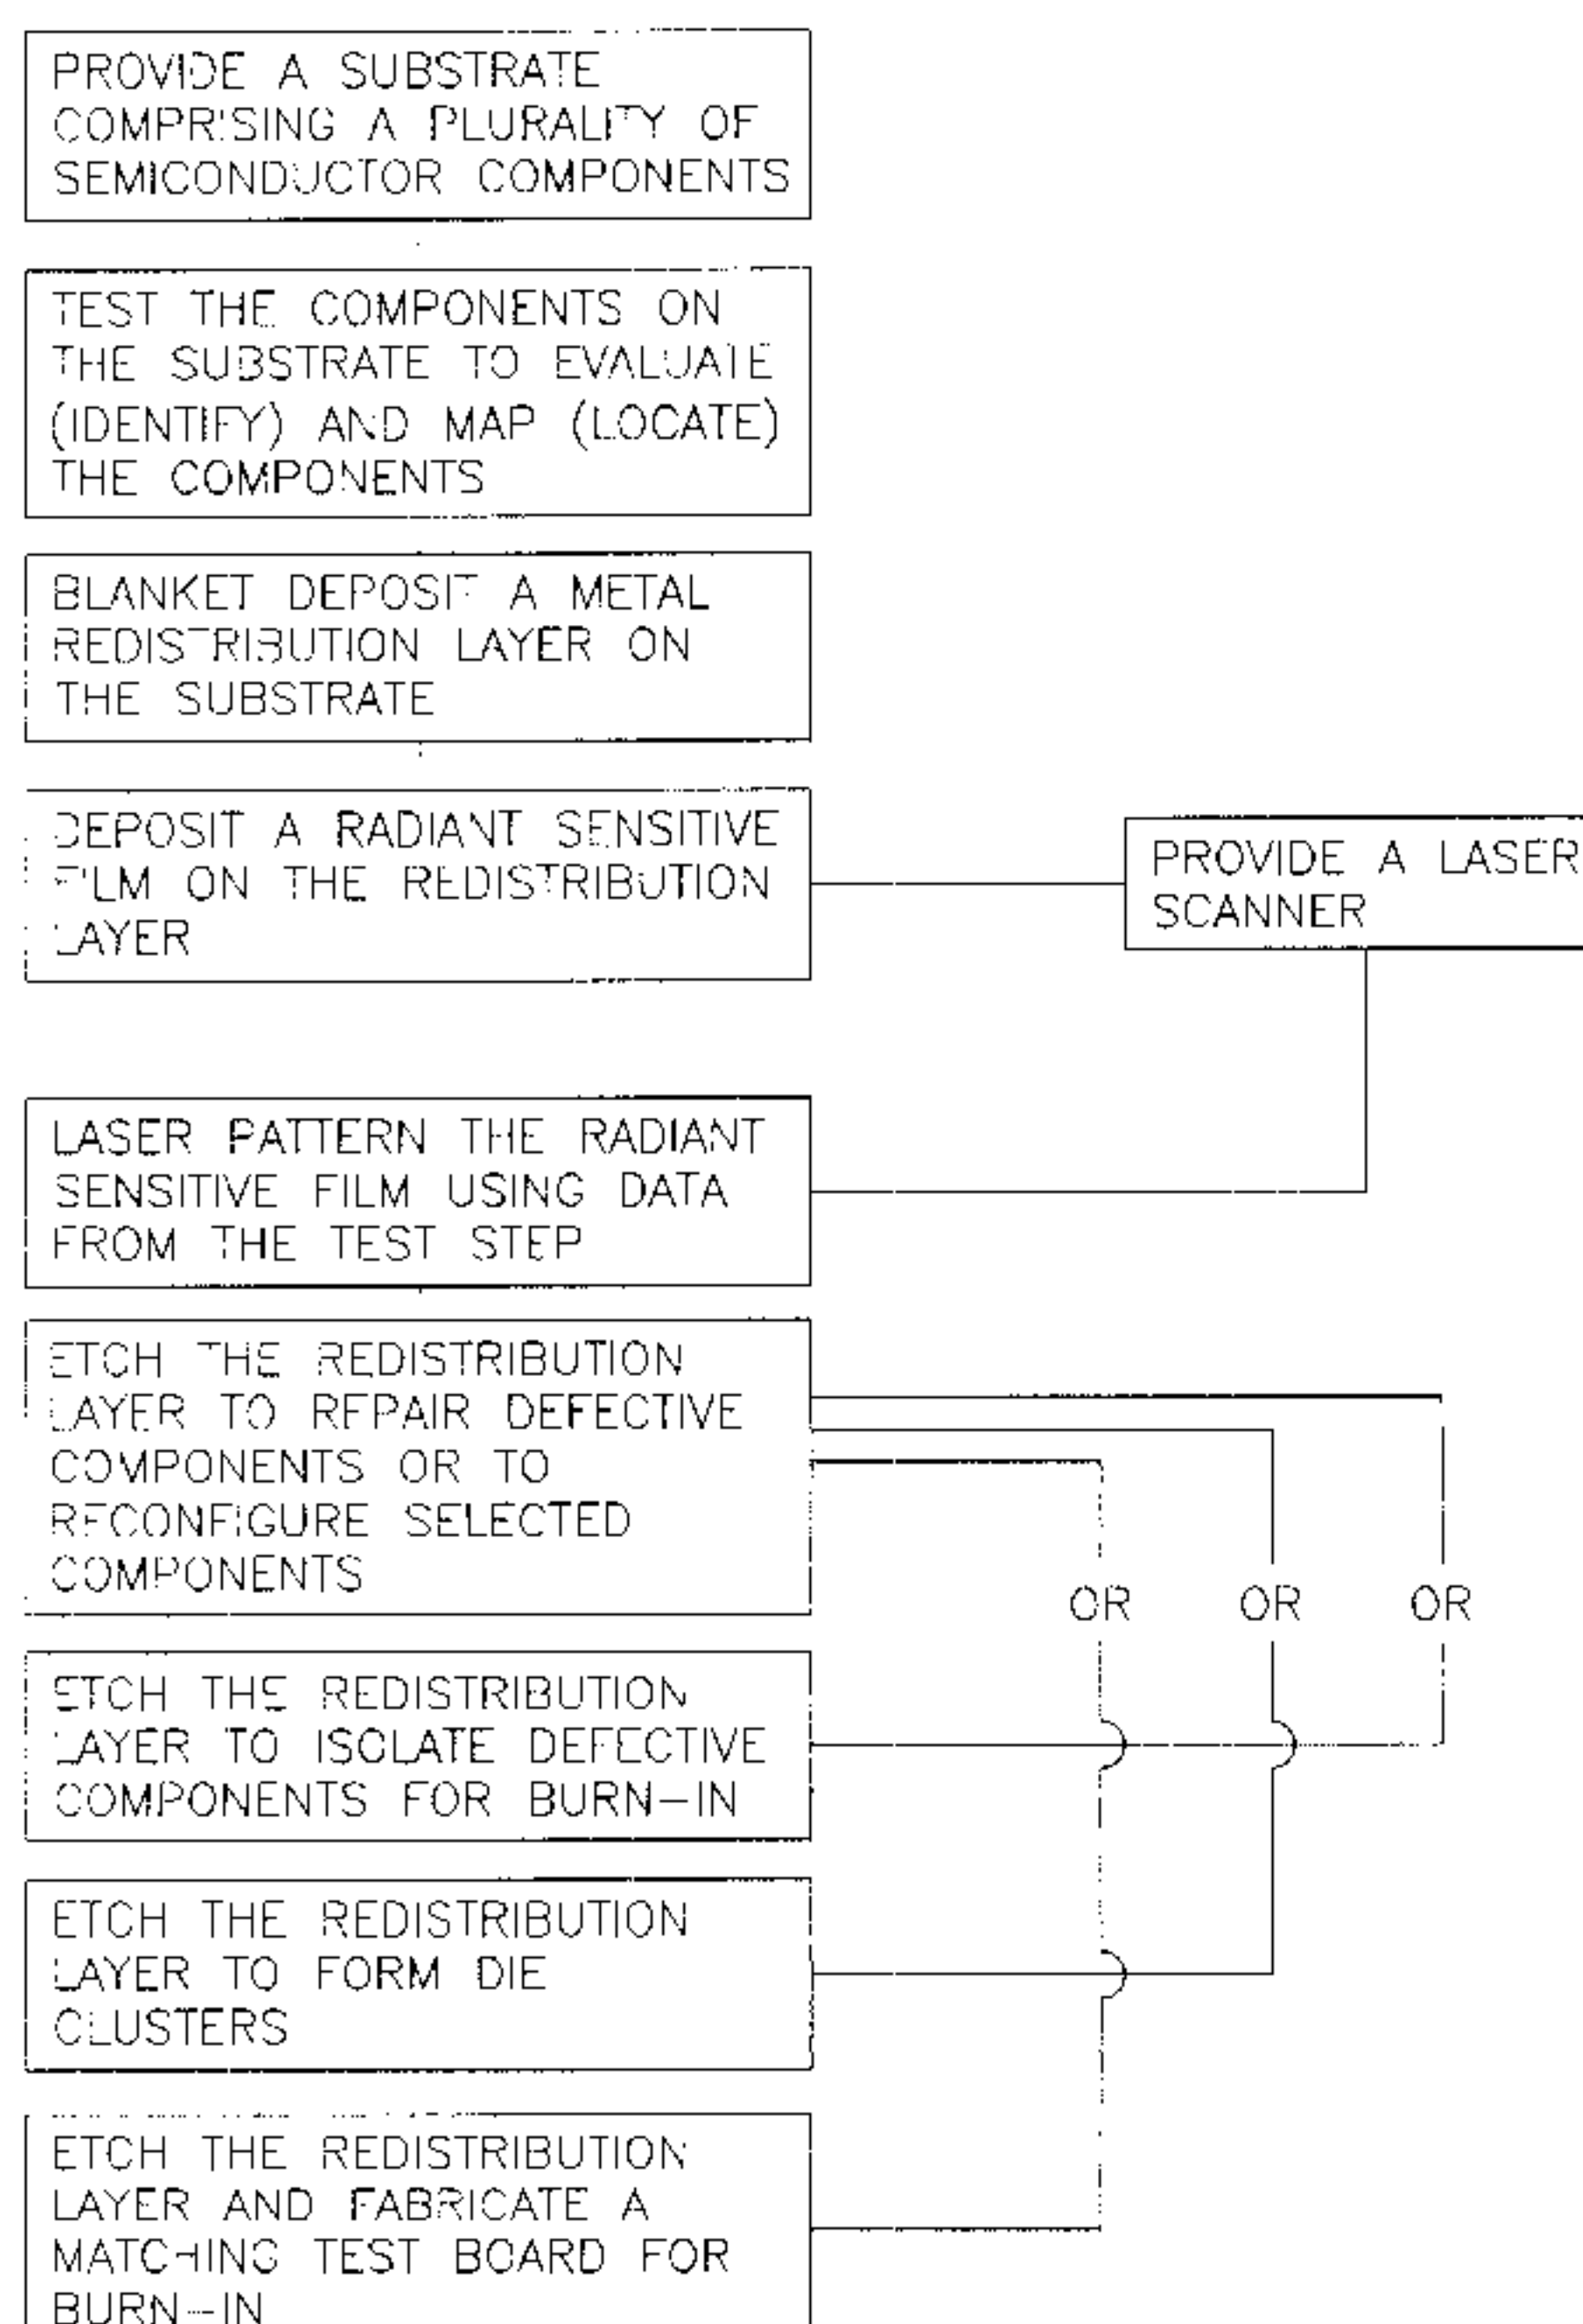 PROVIDE A SUBSTRATE
COMPRISING A PLURALITY OF
SEMICONDUCTOR COMPONENTS
TEST THE COMPONENTS ON
THE SUBSTRATE TO EVALUATE
(IDENTIFY) AND MAP (LOCATE)
THE COMPONENTS
BLANKET DEPOSIT A METAL
REDISTRIBUTION LAYER ON
THE SUBSTRATE
DEPOSIT A RADIANT SENSITIVE
FILM ON THE REDISTRIBUTION
LAYER
PROVIDE A LASER
SCANNER
LASER PATTERN THE RADIANT
SENSITIVE FILM USING DATA
FROM THE TEST STEP
ETCH THE REDISTRIBUTION
LAYER TO REPAIR DEFECTIVE
COMPONENTS OR TO
RECONFIGURE SELECTED
COMPONENTS
OR OR OR
ETCH THE REDISTRIBUTION
LAYER TO ISOLATE DEFECTIVE
COMPONENTS FOR BURN-IN
ETCH THE REDISTRIBUTION
LAYER TO FORM DIE
CLUSTERS
ETCH THE REDISTRIBUTION
LAYER AND FABRICATE A
MATCHING TEST BOARD FOR
BURN-IN